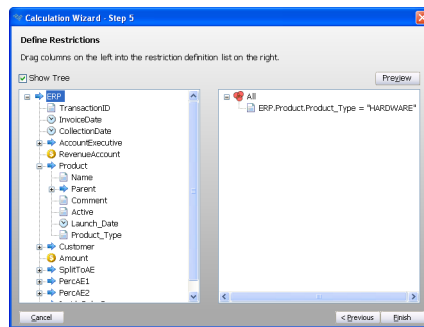 Calculation Wizard - Step 5
Define Restrictions
Drag columns on the left into the restriction definition list on the right.
Show Tree
Preview
ERP
TransactionID
InvoiceDate
CollectionDate
AccountExecutive
RevenueAccount
Product
Name
Parent
Comment
Active
Launch_Date
Product_Type
Customer
Amount
SplitToAE
PercAE1
PercAE2
All
ERP.Product.Product_Type = "HARDWARE"
Cancel
< Previous
Finish